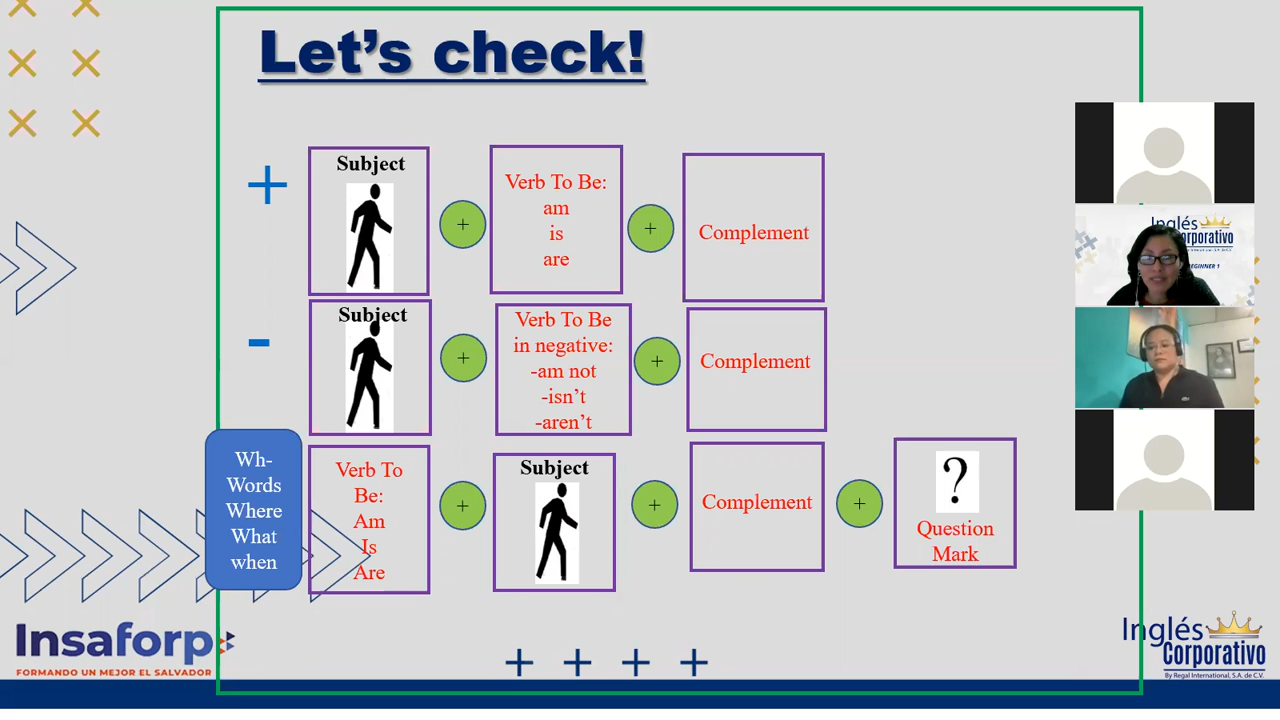 Let's check!
+
Subject
+
Verb To Be:
am
is
are
+
Complement
-
Subject
+
Verb To Be
in negative:
-am not
-isn't
-aren't
+
Complement
Wh-
Words
Where
What
when
Verb To
Be:
Am
Is
Are
+
Subject
+
Complement
+
?
Question
Mark
Inglés
Corporativo
BEGINNER 1
Insaforp
FORMANDO UN MEJOR EL SALVADOR
Inglés
Corporativo
By Regal International, S.A. de C.V.